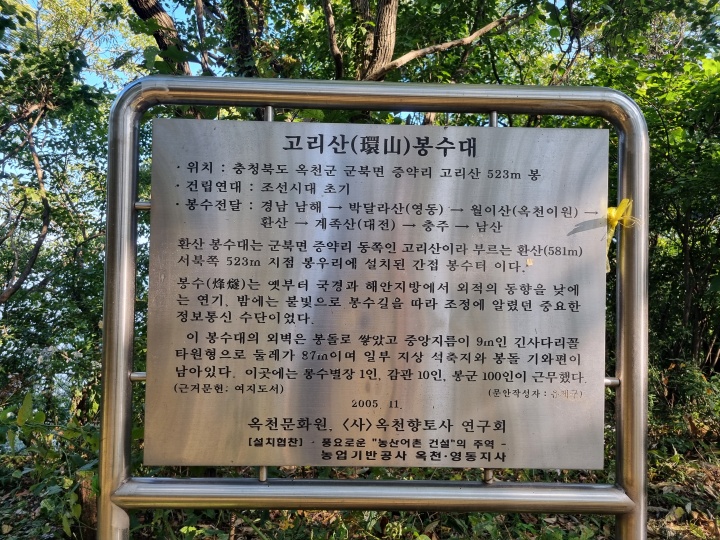 고리산(環山)봉수대
· 위치 : 충청북도 옥천군 군북면 증약리 고리산 523m 봉
· 건립연대 : 조선시대 초기
· 봉수전달 : 경남 남해 → 박달라산(영동) → 월이산(옥천이원) →
환산 → 계족산(대전) → 충주 → 남산
환산 봉수대는 군북면 증약리 동쪽인 고리산이라 부르는 환산(581m)
서북쪽 523m 지점 봉우리에 설치된 간점 봉수터 이다.
봉수(烽燧)는 옛부터 국경과 해안지방에서 외적의 동향을 낮에
는 연기, 밤에는 불빛으로 봉수길을 따라 조정에 알렸던 중요한
정보통신 수단이었다.
이 봉수대의 외벽은 봉돌로 쌓았고 중앙지름이 9m인 긴사다리꼴
타원형으로 둘레가 87m이며 일부 지상 석축지와 봉돌 기와편이
남아있다. 이곳에는 봉수별장 1인, 감관 10인, 봉군 100인이 근무했다.
(근거문헌; 여지도서) (문안작성자 :
2005. 11.
옥천문화원. 〈사〉옥천향토사 연구회
[설치협찬] - 풍요로운 "농산어촌 건설"의 주역 -
농업기반공사 옥천·영동지사